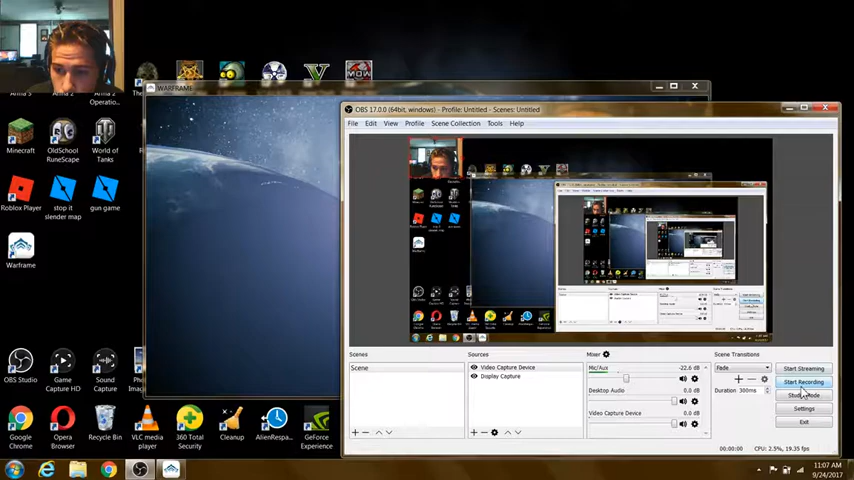 WARFRAME
OBS 17.0.0 (64bit, windows) - Profile: Untitled - Scenes: Untitled
File Edit View Profile Scene Collection Tools Help
Arma 2
Operatio...
Minecraft
OldSchool RuneScape
World of Tanks
Roblox Player
stop it slender map
gun game
Warframe
OBS Studio
Game Capture HD
Sound Capture
Google Chrome
Opera Browser
Recycle Bin
VLC media player
360 Total Security
Cleanup
AlienRespa...
GeForce Experience
Scenes
Scene
Sources
Video Capture Device
Display Capture
Mixer
Mic/Aux -22.6 dB
Desktop Audio 0.0 dB
Video Capture Device 0.0 dB
Scene Transitions
Fade
Duration 300ms
Start Streaming
Start Recording
Studio Mode
Settings
Exit
00:00:00 CPU: 2.5%, 19.35 fps
11:07 AM
9/24/2017